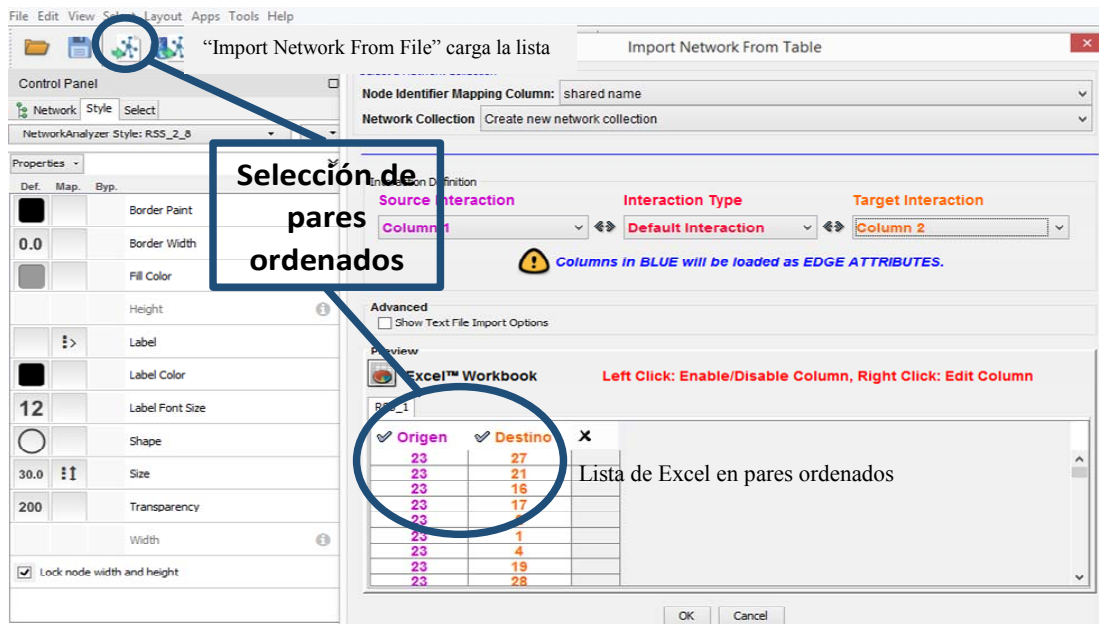 File Edit View Select Layout Apps Tools Help
“Import Network From File” carga la lista
Import Network From Table
Control Panel
Network Style Select
NetworkAnalyzer Style: RSS_2_8
Properties
Def. Map. Byp.
Border Paint
0.0 Border Width
Fill Color
Height
Label
Label Color
12 Label Font Size
Shape
30.0 Size
200 Transparency
Width
Lock node width and height
Selección de
pares
ordenados
Node Identifier Mapping Column: shared name
Network Collection Create new network collection
Interaction Definition
Source Interaction Interaction Type Target Interaction
Column 1 Default Interaction Column 2
Columns in BLUE will be loaded as EDGE ATTRIBUTES.
Advanced
Show Text File Import Options
Preview
Excel™ Workbook Left Click: Enable/Disable Column, Right Click: Edit Column
RSS_1
Origen Destino
23 27
23 21
23 16
23 17
23
23 1
23 4
23 19
23 28
Lista de Excel en pares ordenados
OK Cancel